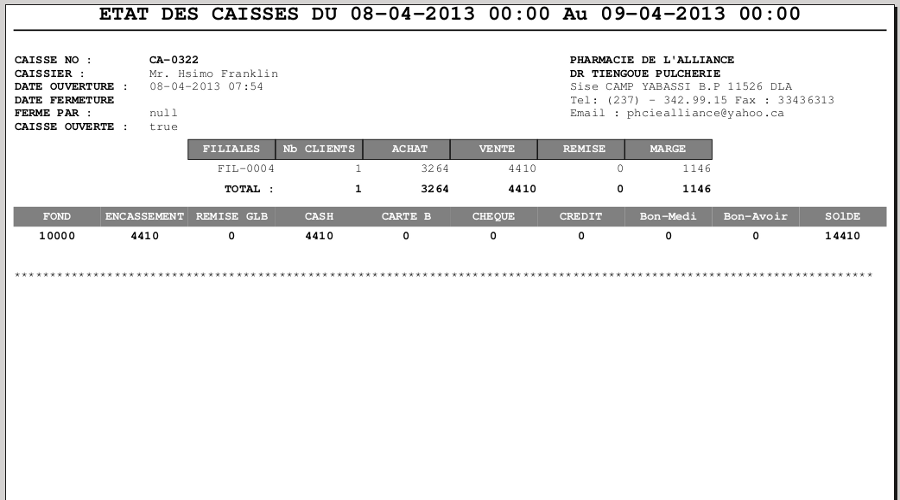 ETAT DES CAISSES DU 08-04-2013 00:00 Au 09-04-2013 00:00
CAISSE NO : CA-0322
CAISSIER : Mr. Hsimo Franklin
DATE OUVERTURE : 08-04-2013 07:54
DATE FERMETURE
FERME PAR : null
CAISSE OUVERTE : true
PHARMACIE DE L'ALLIANCE
DR TIENGOUE PULCHERIE
Sise CAMP YABASSI B.P 11526 DLA
Tel: (237) - 342.99.15 Fax : 33436313
Email : phciealliance@yahoo.ca
FILIALES Nb CLIENTS ACHAT VENTE REMISE MARGE
FIL-0004 1 3264 4410 0 1146
TOTAL : 1 3264 4410 0 1146
FOND ENCASSEMENT REMISE GLB CASH CARTE B CHEQUE CREDIT Bon-Medi Bon-Avoir SOlDE
10000 4410 0 4410 0 0 0 0 0 14410